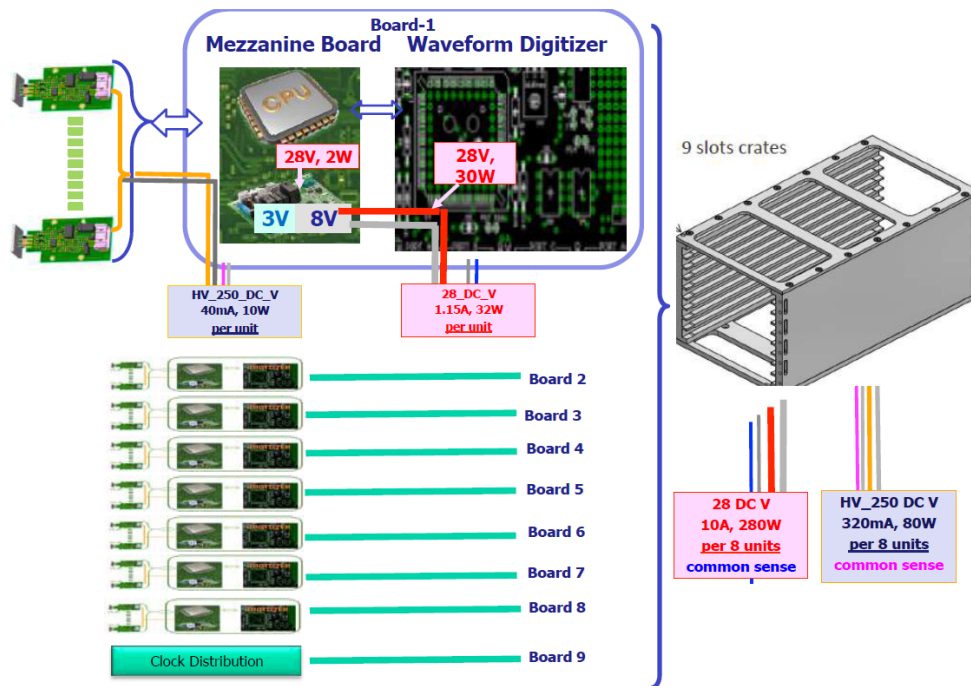 Board-1
Mezzanine Board
Waveform Digitizer
CPU
28V, 2W
28V,
30W
3V
8V
HV_250_DC_V
40mA, 10W
per unit
28_DC_V
1.15A, 32W
per unit
9 slots crates
Board 2
Board 3
Board 4
Board 5
Board 6
Board 7
Board 8
Clock Distribution
Board 9
28 DC V
10A, 280W
per 8 units
common sense
HV_250 DC V
320mA, 80W
per 8 units
common sense